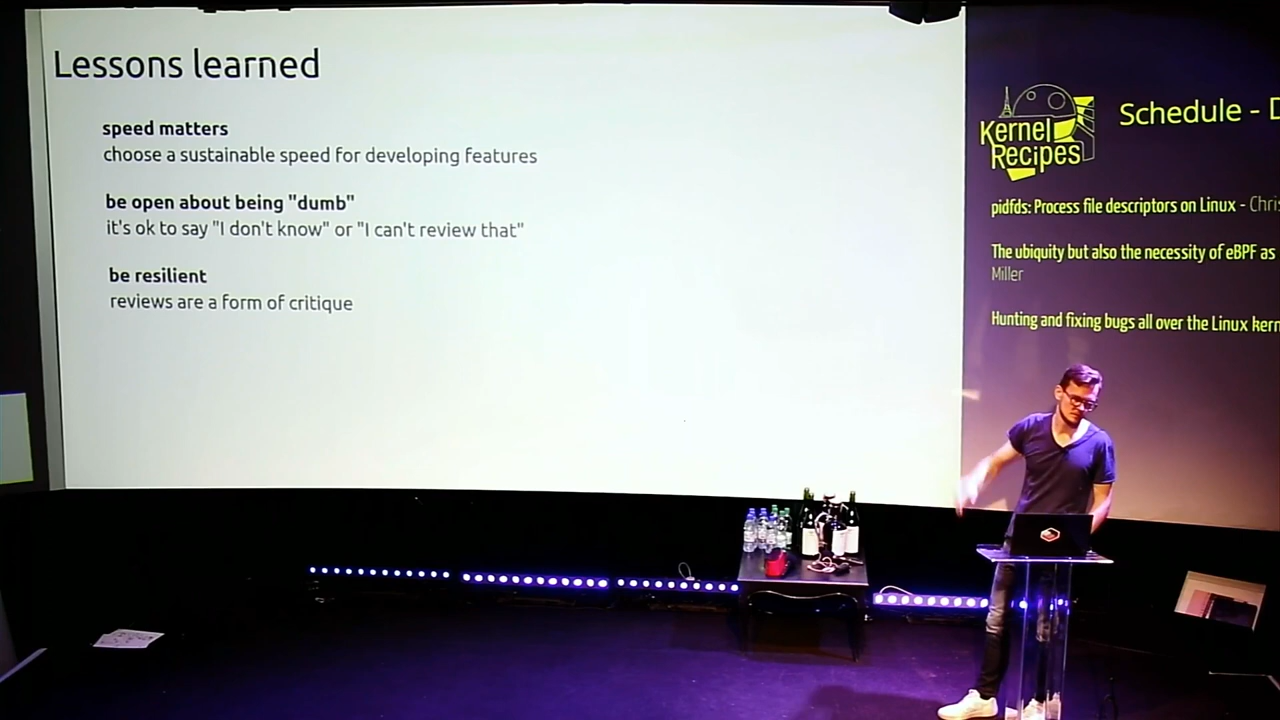 Lessons learned
speed matters
choose a sustainable speed for developing features
be open about being "dumb"
it's ok to say "I don't know" or "I can't review that"
be resilient
reviews are a form of critique
Kernel
Recipes
Schedule - D
pidfds: Process file descriptors on Linux - Chris
The ubiquity but also the necessity of eBPF as
Miller
Hunting and fixing bugs all over the Linux kern